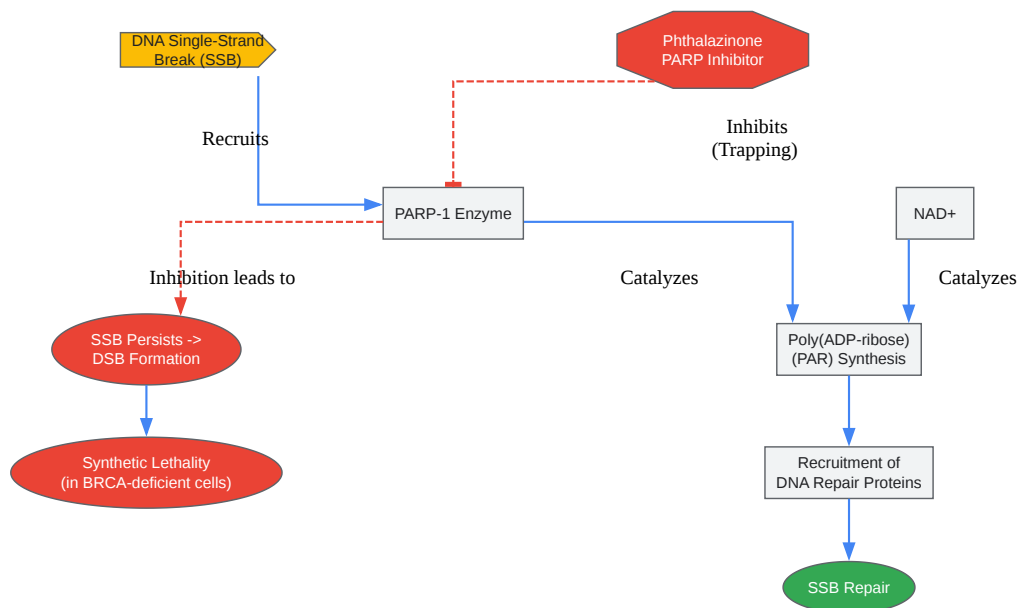 DNA Single-Strand
Break (SSB)
Phthalazinone
PARP Inhibitor
Recruits
Inhibits
(Trapping)
PARP-1 Enzyme
NAD+
Inhibition leads to
Catalyzes
Catalyzes
SSB Persists ->
DSB Formation
Poly(ADP-ribose)
(PAR) Synthesis
Synthetic Lethality
(in BRCA-deficient cells)
Recruitment of
DNA Repair Proteins
SSB Repair